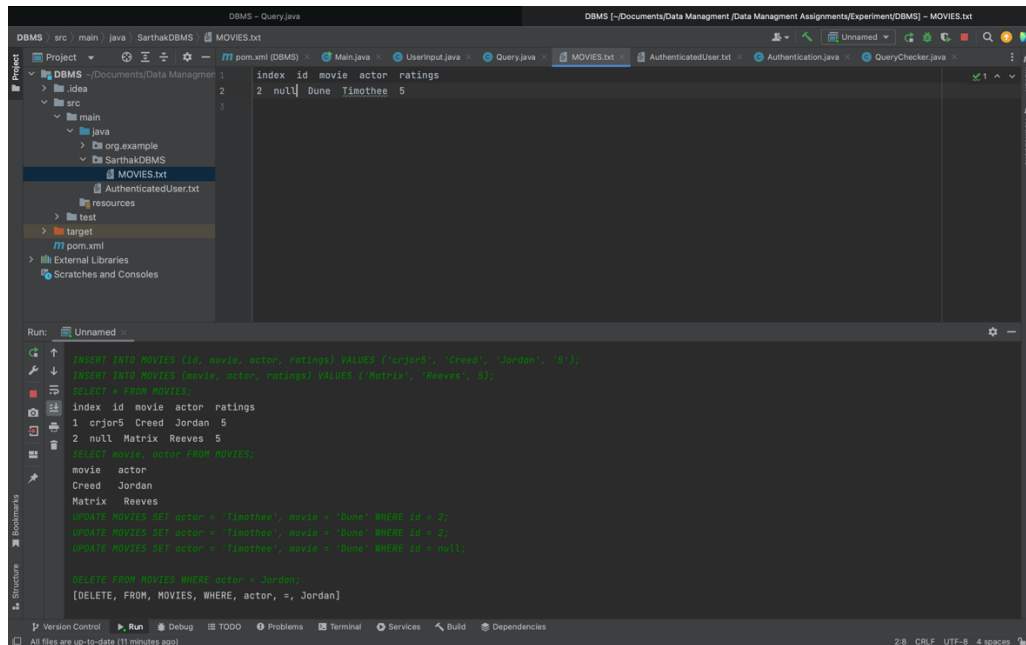 DBMS – Query.java
DBMS [~/Documents/Data Managment /Data Managment Assignments/Experiment/DBMS] – MOVIES.txt
DBMS › src › main › java › SarthakDBMS › MOVIES.txt
Unnamed
Project
Project
pom.xml (DBMS)
Main.java
UserInput.java
Query.java
MOVIES.txt
AuthenticatedUser.txt
Authentication.java
QueryChecker.java
DBMS ~/Documents/Data Managmen
.idea
src
main
java
org.example
SarthakDBMS
MOVIES.txt
AuthenticatedUser.txt
resources
test
target
pom.xml
External Libraries
Scratches and Consoles
1 index id movie actor ratings
2 2 null Dune Timothee 5
3
1
Run: Unnamed
INSERT INTO MOVIES (id, movie, actor, ratings) VALUES ('crjor5', 'Creed', 'Jordan', '5');
INSERT INTO MOVIES (movie, actor, ratings) VALUES ('Matrix', 'Reeves', 5);
SELECT * FROM MOVIES;
index id movie actor ratings
1 crjor5 Creed Jordan 5
2 null Matrix Reeves 5
SELECT movie, actor FROM MOVIES;
movie actor
Creed Jordan
Matrix Reeves
UPDATE MOVIES SET actor = 'Timothee', movie = 'Dune' WHERE id = 2;
UPDATE MOVIES SET actor = 'Timothee', movie = 'Dune' WHERE id = 2;
UPDATE MOVIES SET actor = 'Timothee', movie = 'Dune' WHERE id = null;
DELETE FROM MOVIES WHERE actor = Jordan;
[DELETE, FROM, MOVIES, WHERE, actor, =, Jordan]
Bookmarks
Structure
Version Control
Run
Debug
TODO
Problems
Terminal
Services
Build
Dependencies
All files are up-to-date (11 minutes ago)
2:8 CRLF UTF-8 4 spaces